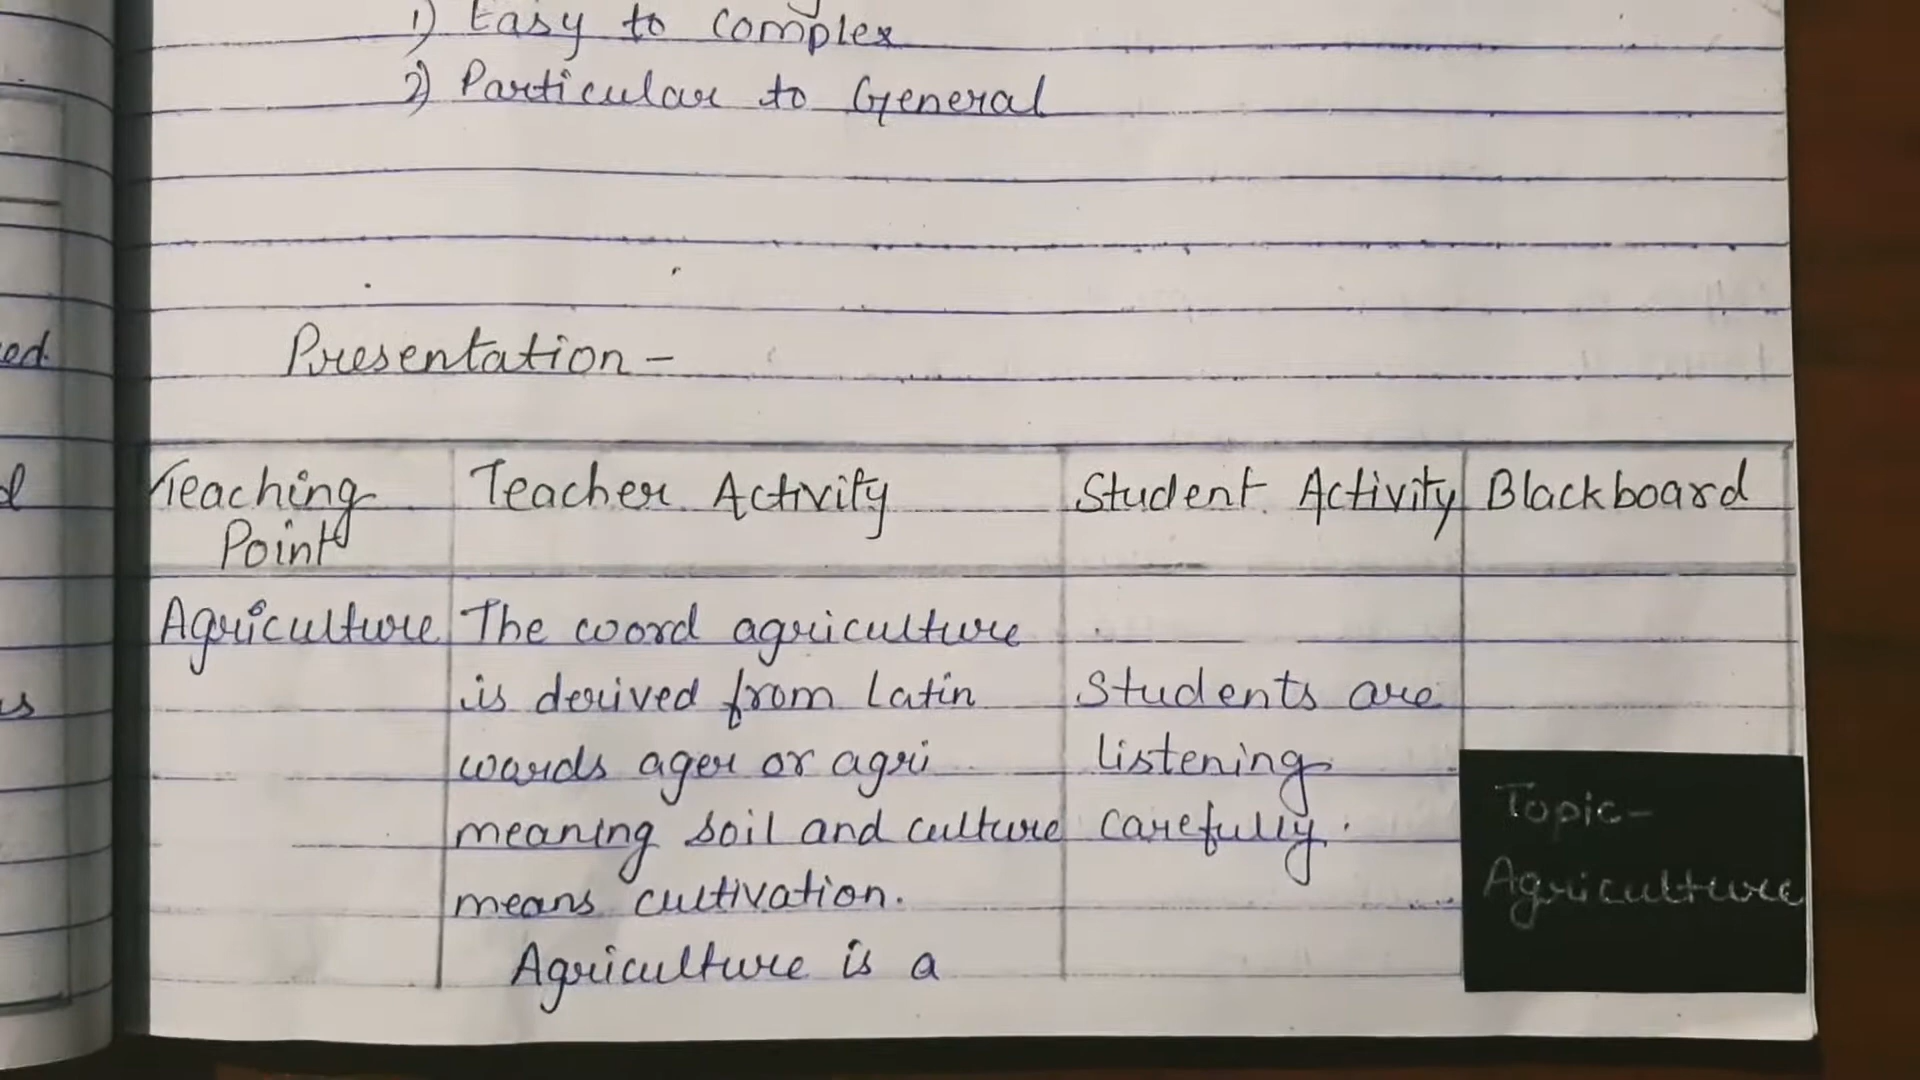 1) Easy to complex
2) Particular to General
Presentation -
Teaching Point
Teacher Activity
Student Activity
Blackboard
Agriculture
The word agriculture
is derived from Latin
words ager or agri
meaning soil and culture
means cultivation.
Agriculture is a
Students are
listening
carefully.
Topic-
Agriculture
ed